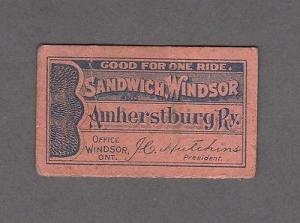 GOOD FOR ONE RIDE.
SANDWICH, WINDSOR
Amherstburg Ry.
OFFICE
WINDSOR,
ONT.
J.C. Hutchins
President.